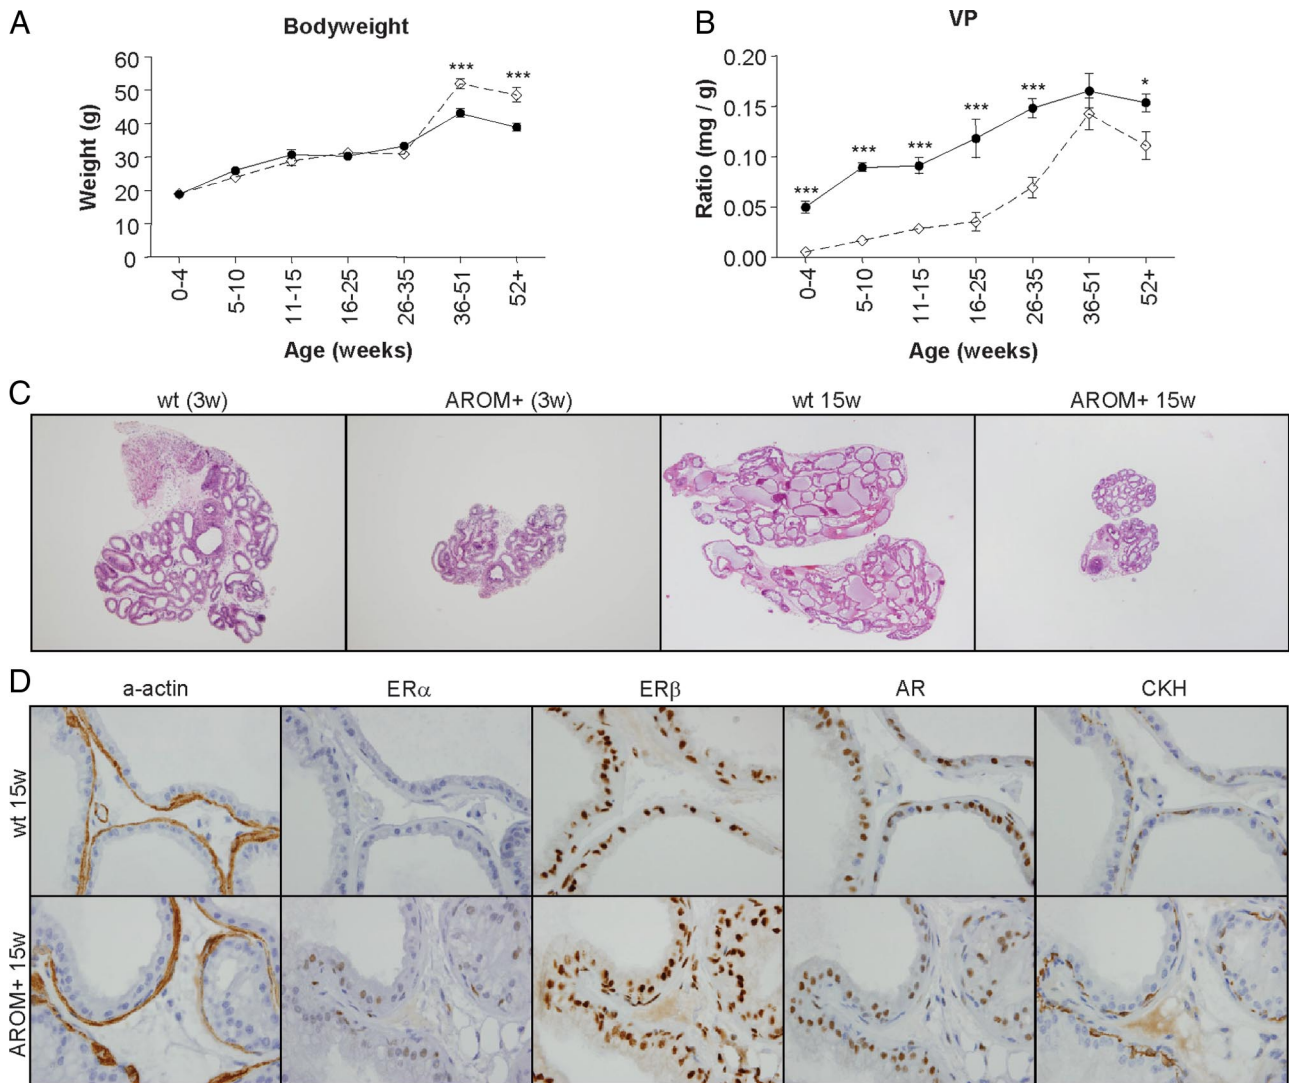 A
Bodyweight
60
50
40
30
20
10
0
Weight (g)
***
***
0-4
5-10
11-15
16-25
26-35
36-51
52+
Age (weeks)
B
VP
0.20
0.15
0.10
0.05
0.00
Ratio (mg / g)
***
***
***
***
***
*
0-4
5-10
11-15
16-25
26-35
36-51
52+
Age (weeks)
C
wt (3w)
AROM+ (3w)
wt 15w
AROM+ 15w
D
a-actin
ERα
ERβ
AR
CKH
wt 15w
AROM+ 15w